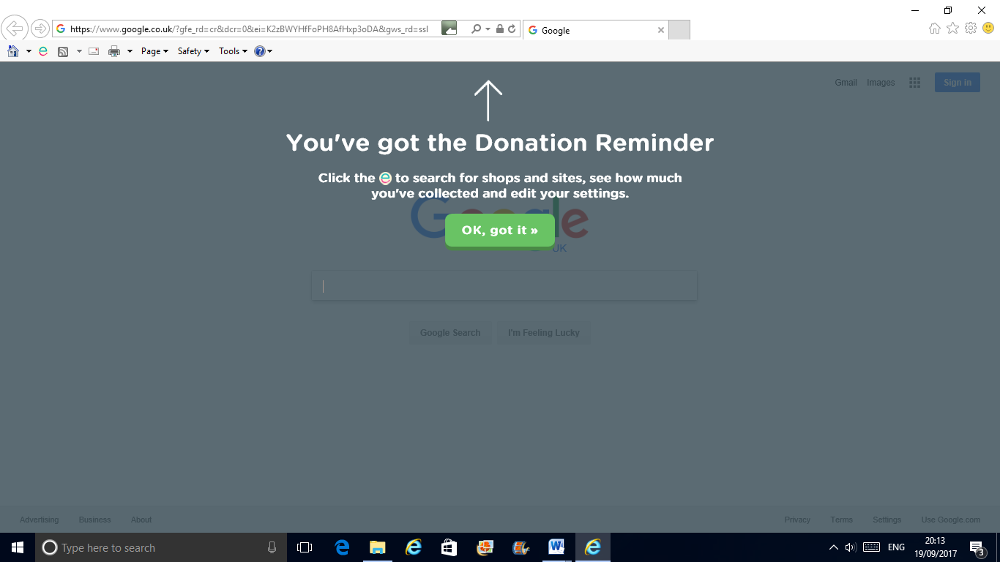 https://www.google.co.uk/?gfe_rd=cr&dcr=0&ei=K2zBWYHfFoPH8AfHxp3oDA&gws_rd=ssl
Google
Page Safety Tools
Gmail Images Sign in
You've got the Donation Reminder
Click the e to search for shops and sites, see how much
you've collected and edit your settings.
Google
OK, got it »
UK
Google Search I'm Feeling Lucky
Advertising Business About Privacy Terms Settings Use Google.com
Type here to search
ENG
20:13
19/09/2017
3